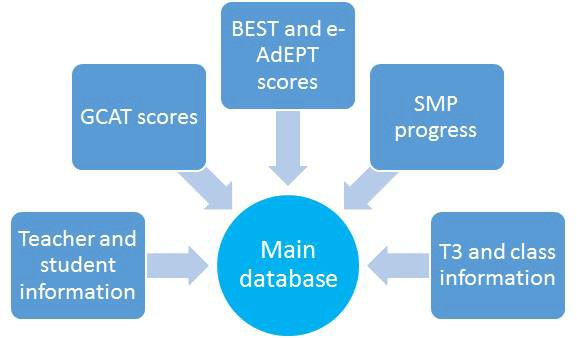 BEST and e-
AdEPT
scores
GCAT scores
SMP
progress
Teacher and
student
information
Main
database
T3 and class
information